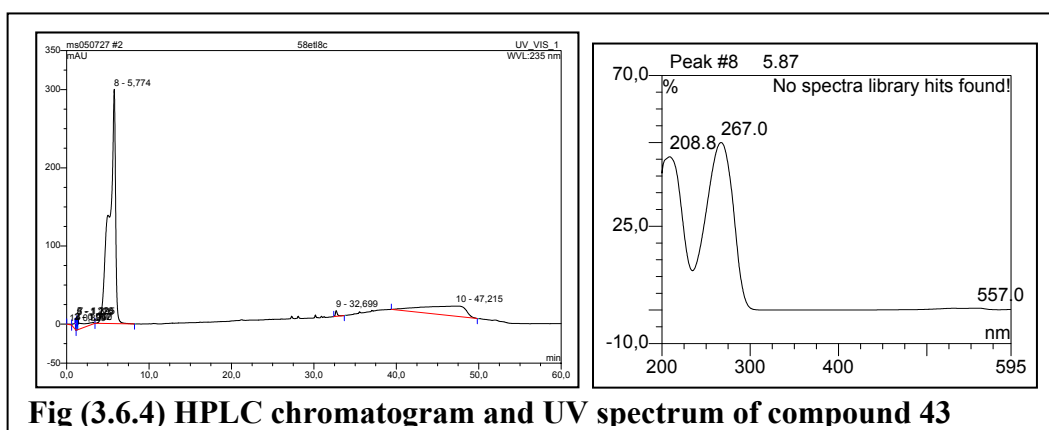 ms050727 #2 58etl8c UV_VIS_1
mAU WVL:235 nm
350
300
200
100
0
-50
8 - 5,774
9 - 32,699
10 - 47,215
min
0,0 10,0 20,0 30,0 40,0 50,0 60,0
Peak #8 5.87
70,0
% No spectra library hits found!
208.8 267.0
25,0
557.0
-10,0
nm
200 300 400 595
Fig (3.6.4) HPLC chromatogram and UV spectrum of compound 43